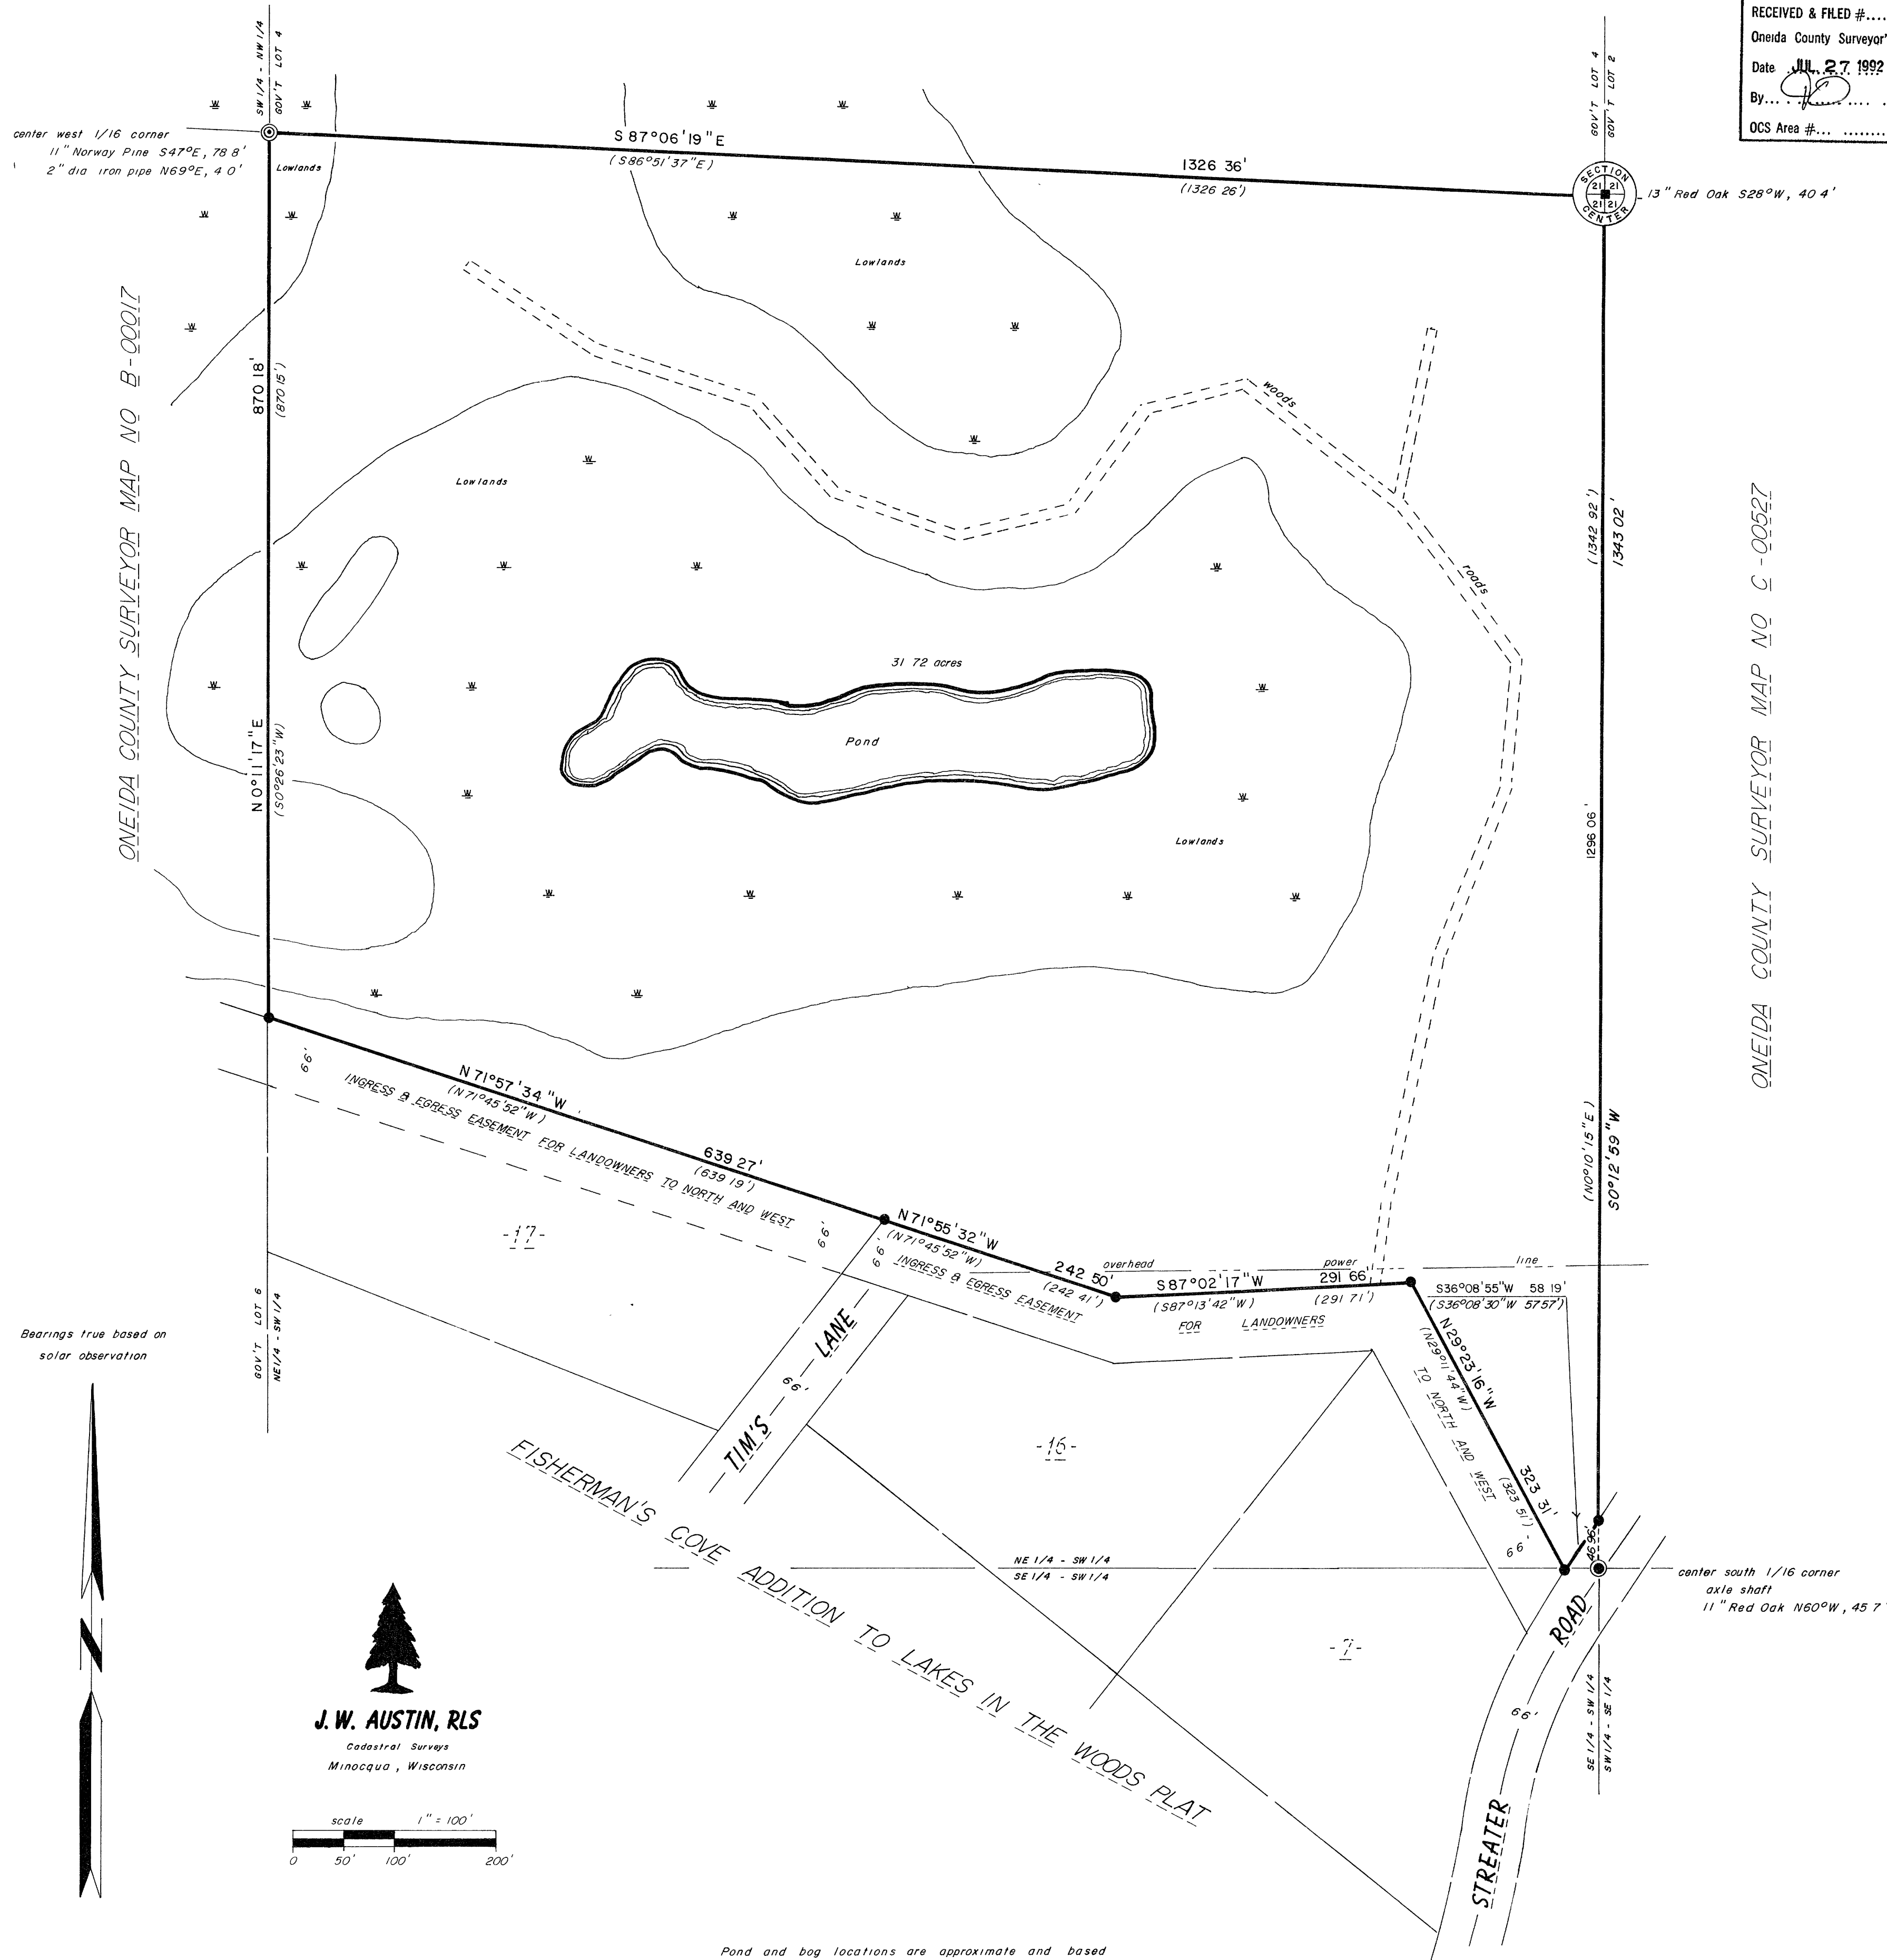 RECEIVED & FILED #....
Oneida County Surveyor'
Date JUL 27 1992
By...
OCS Area #...
SW 1/4 - NW 1/4
GOV'T LOT 4
GOV'T LOT 4
GOV'T LOT 2
center west 1/16 corner
11" Norway Pine S47°E, 78 8'
2" dia iron pipe N69°E, 4 0'
Lowlands
S 87°06'19"E
(S86°51'37"E)
1326 36'
(1326 26')
SECTION
21 21
21 21
CENTER
13" Red Oak S28°W, 40 4'
Lowlands
ONEIDA COUNTY SURVEYOR MAP NO B-00017
870 18'
(870 15')
woods
Lowlands
(1342 92')
1343 02'
roads
ONEIDA COUNTY SURVEYOR MAP NO C-00527
31 72 acres
Pond
N 0°11'17"E
(S0°26'23"W)
Lowlands
1296 06'
66'
N 71°57'34"W
(N 71°45'52"W)
INGRESS & EGRESS EASEMENT FOR LANDOWNERS TO NORTH AND WEST
639 27'
(639 19')
66'
66'
N 71°55'32"W
(N 71°45'52"W)
INGRESS & EGRESS EASEMENT
242 50'
(242 41')
(N0°10'15"E)
S0°12'59"W
-17-
overhead power line
S87°02'17"W 291 66'
(S87°13'42"W) (291 71')
FOR LANDOWNERS
S36°08'55"W 58 19'
(S36°08'30"W 57 57')
N 29°23'16"W
(N29°11'44"W)
TO NORTH AND WEST
323 31'
(323 51')
66'
46 96'
GOV'T LOT 6
NE1/4 - SW1/4
Bearings true based on
solar observation
TIM'S LANE
66'
-16-
FISHERMAN'S COVE ADDITION TO LAKES IN THE WOODS PLAT
NE 1/4 - SW 1/4
SE 1/4 - SW 1/4
center south 1/16 corner
axle shaft
11" Red Oak N60°W, 45 7'
-7-
N
STREATER ROAD
66'
SE 1/4 - SW 1/4
SW 1/4 - SE 1/4
J. W. AUSTIN, RLS
Cadastral Surveys
Minocqua, Wisconsin
scale 1" = 100'
0 50' 100' 200'
Pond and bog locations are approximate and based